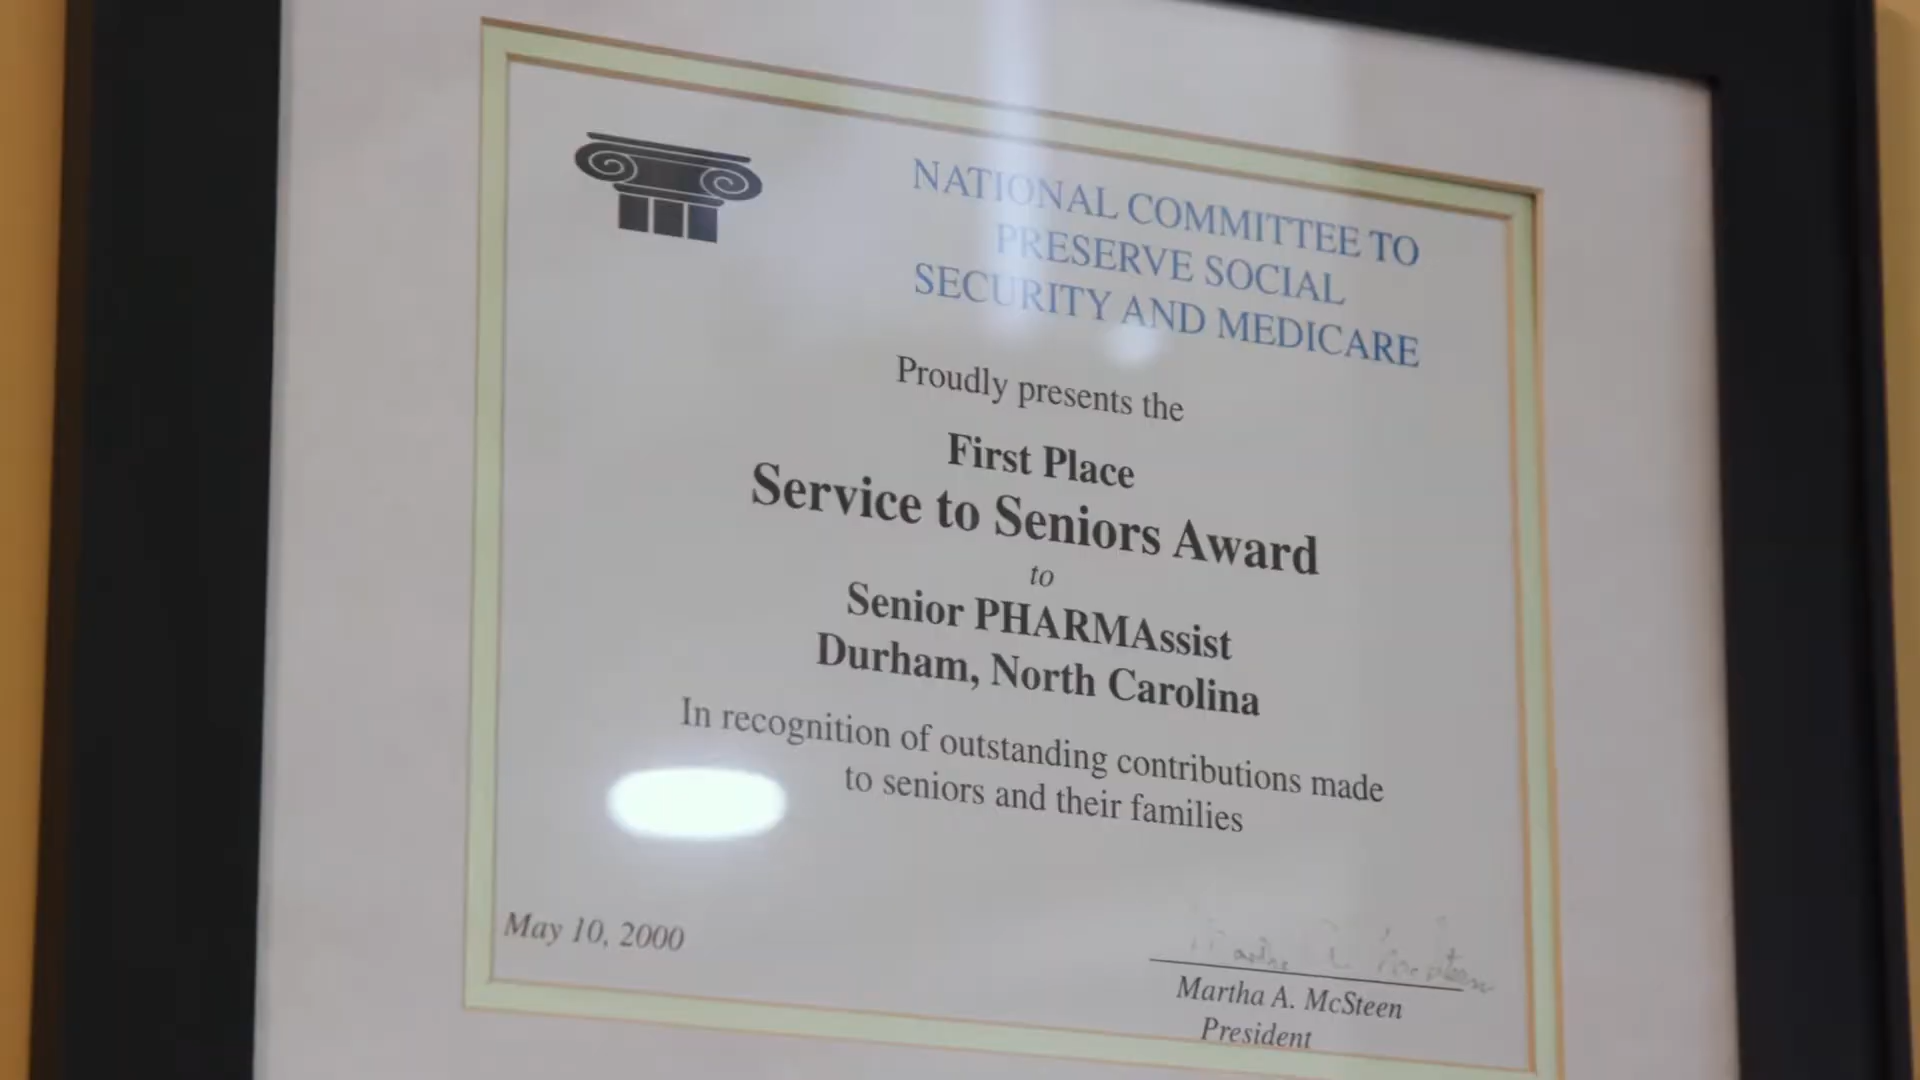 NATIONAL COMMITTEE TO
PRESERVE SOCIAL
SECURITY AND MEDICARE
Proudly presents the
First Place
Service to Seniors Award
to
Senior PHARMAssist
Durham, North Carolina
In recognition of outstanding contributions made
to seniors and their families
May 10, 2000
Martha A. McSteen
President